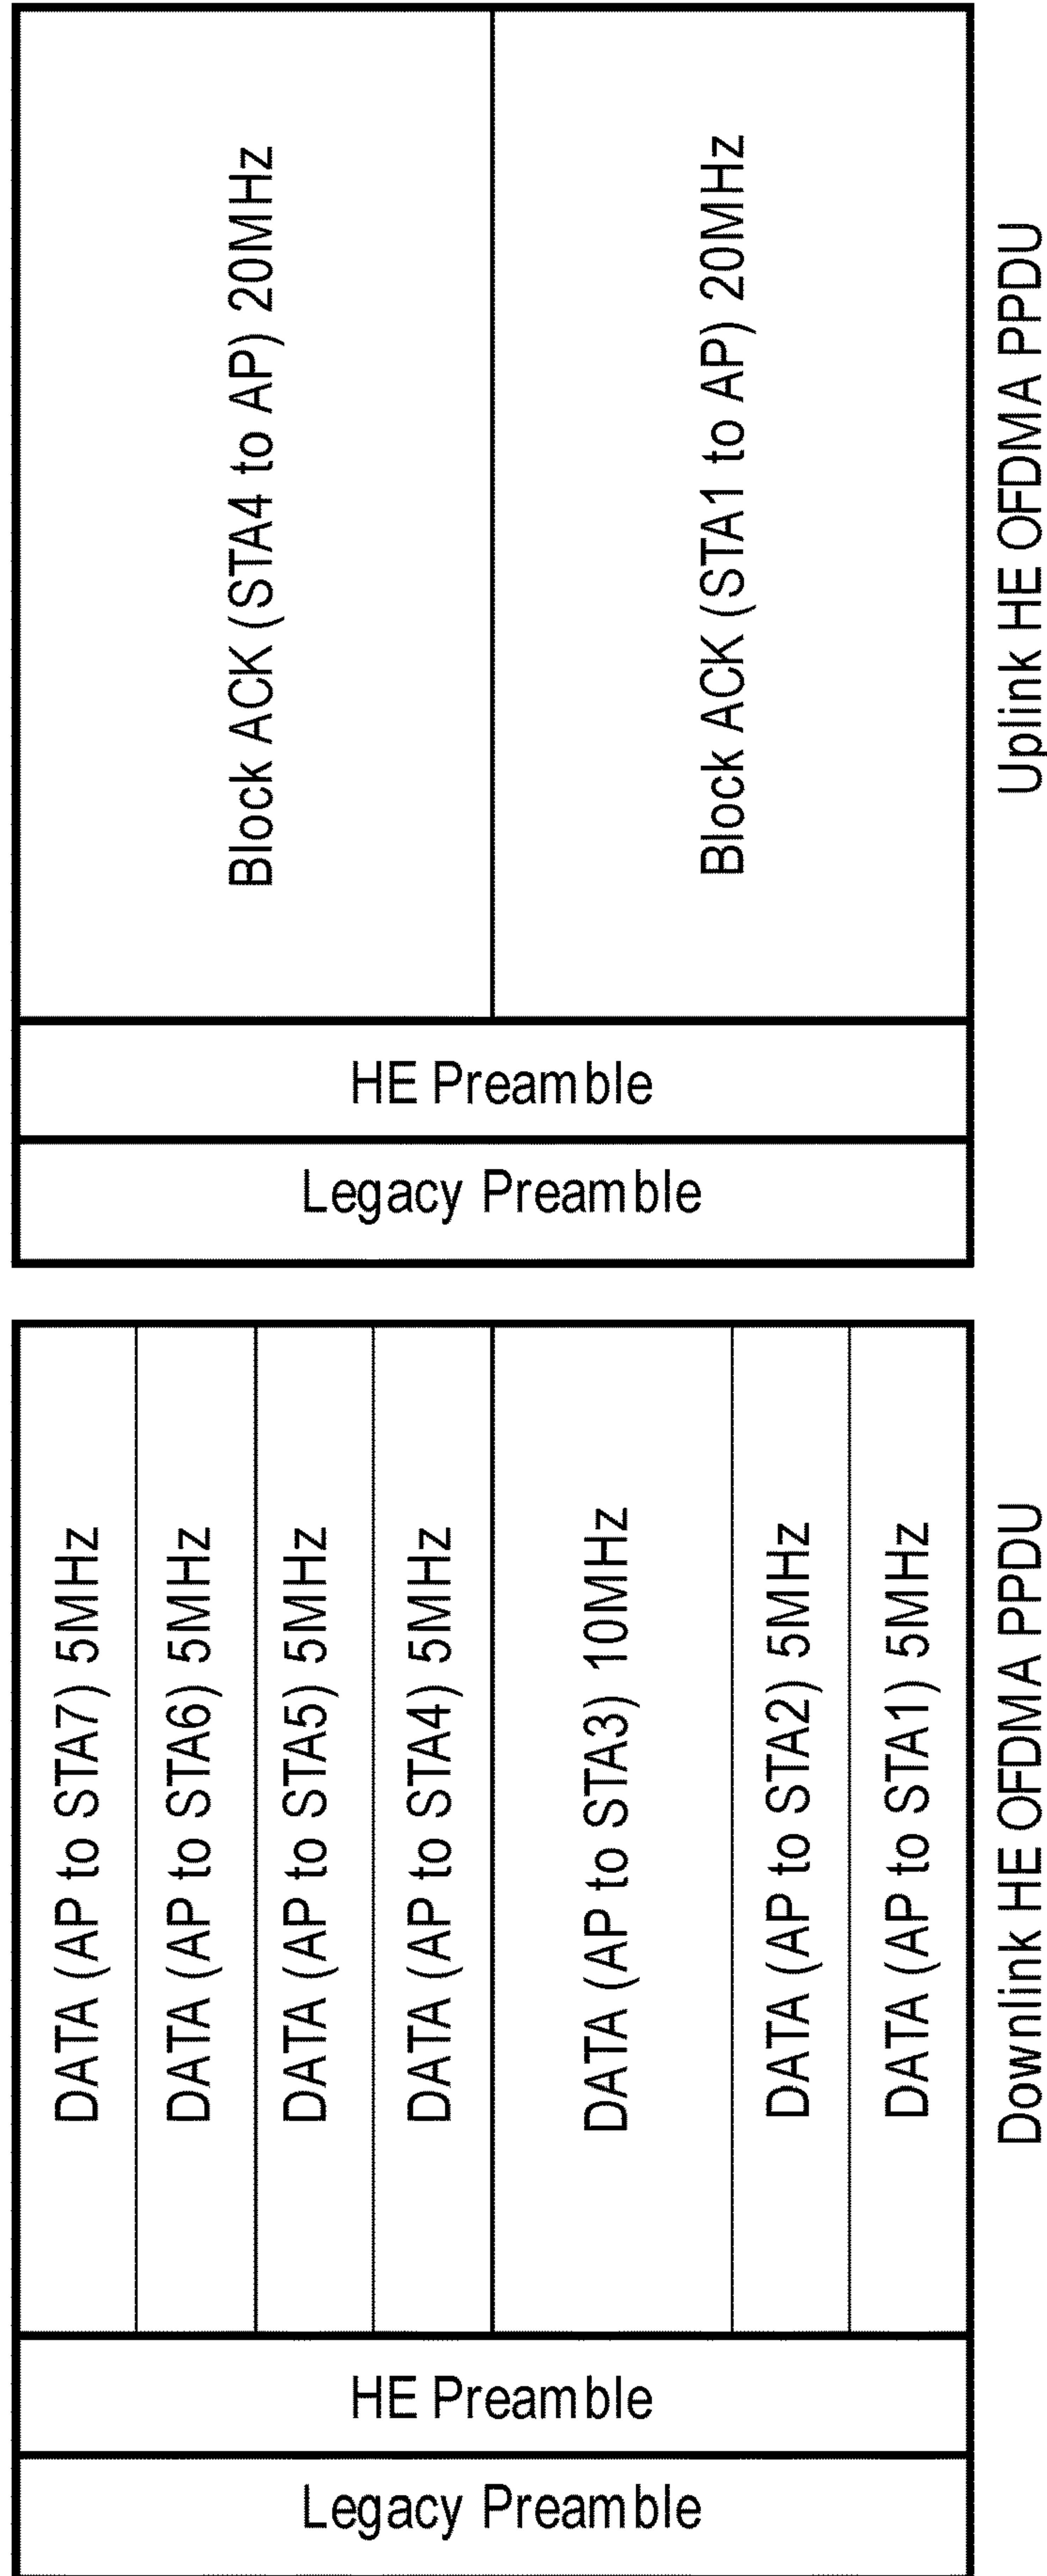 Legacy Preamble
HE Preamble
DATA (AP to STA7) 5MHz
DATA (AP to STA6) 5MHz
DATA (AP to STA5) 5MHz
DATA (AP to STA4) 5MHz
DATA (AP to STA3) 10MHz
DATA (AP to STA2) 5MHz
DATA (AP to STA1) 5MHz
Downlink HE OFDMA PPDU
Legacy Preamble
HE Preamble
Block ACK (STA4 to AP) 20MHz
Block ACK (STA1 to AP) 20MHz
Uplink HE OFDMA PPDU